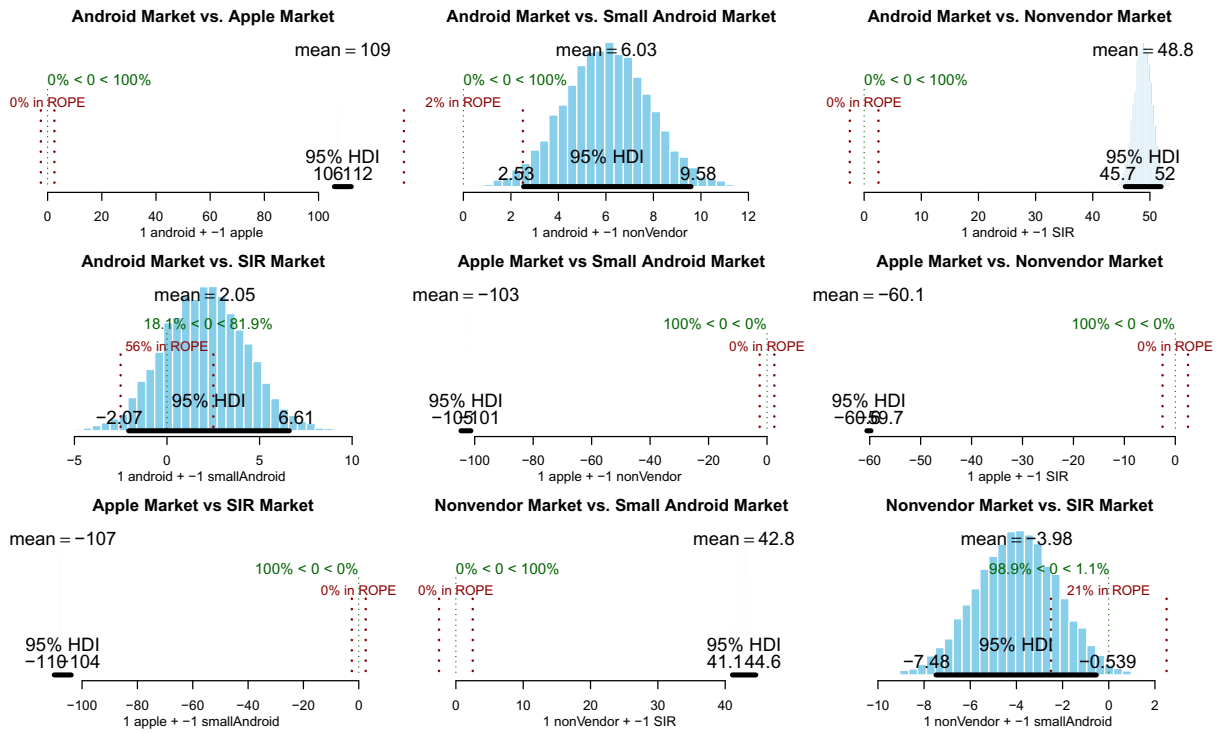 Android Market vs. Apple Market
mean = 109
0% < 0 < 100%
0% in ROPE
95% HDI
106 112
0 20 40 60 80 100
1 android + −1 apple
Android Market vs. Small Android Market
mean = 6.03
0% < 0 < 100%
2% in ROPE
95% HDI
2.53 9.58
0 2 4 6 8 10 12
1 android + −1 nonVendor
Android Market vs. Nonvendor Market
mean = 48.8
0% < 0 < 100%
0% in ROPE
95% HDI
45.7 52
0 10 20 30 40 50
1 android + −1 SIR
Android Market vs. SIR Market
mean = 2.05
18.1% < 0 < 81.9%
56% in ROPE
95% HDI
−2.07 6.61
−5 0 5 10
1 android + −1 smallAndroid
Apple Market vs Small Android Market
mean = −103
100% < 0 < 0%
0% in ROPE
95% HDI
−105 −101
−100 −80 −60 −40 −20 0
1 apple + −1 nonVendor
Apple Market vs. Nonvendor Market
mean = −60.1
100% < 0 < 0%
0% in ROPE
95% HDI
−60.6 −59.7
−60 −50 −40 −30 −20 −10 0
1 apple + −1 SIR
Apple Market vs SIR Market
mean = −107
100% < 0 < 0%
0% in ROPE
95% HDI
−110 −104
−100 −80 −60 −40 −20 0
1 apple + −1 smallAndroid
Nonvendor Market vs. Small Android Market
mean = 42.8
0% < 0 < 100%
0% in ROPE
95% HDI
41.1 44.6
0 10 20 30 40
1 nonVendor + −1 SIR
Nonvendor Market vs. SIR Market
mean = −3.98
98.9% < 0 < 1.1%
21% in ROPE
95% HDI
−7.48 −0.539
−10 −8 −6 −4 −2 0 2
1 nonVendor + −1 smallAndroid